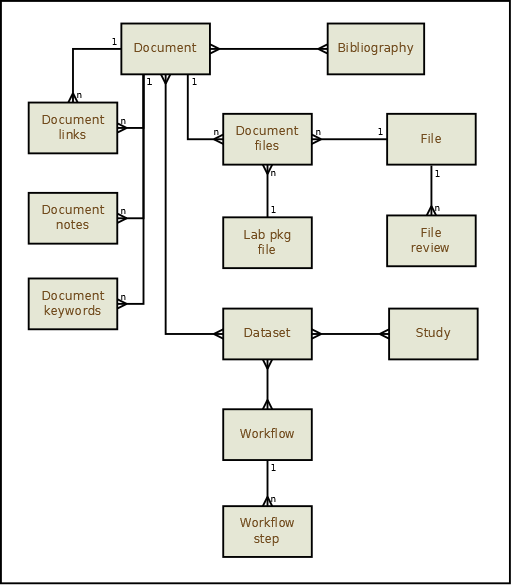 Document
Bibliography
1
n
1
1
Document
links
n
Document
files
n
n
1
File
n
1
1
n
Document
notes
n
Lab pkg
file
File
review
Document
keywords
n
Dataset
Study
Workflow
1
n
Workflow
step